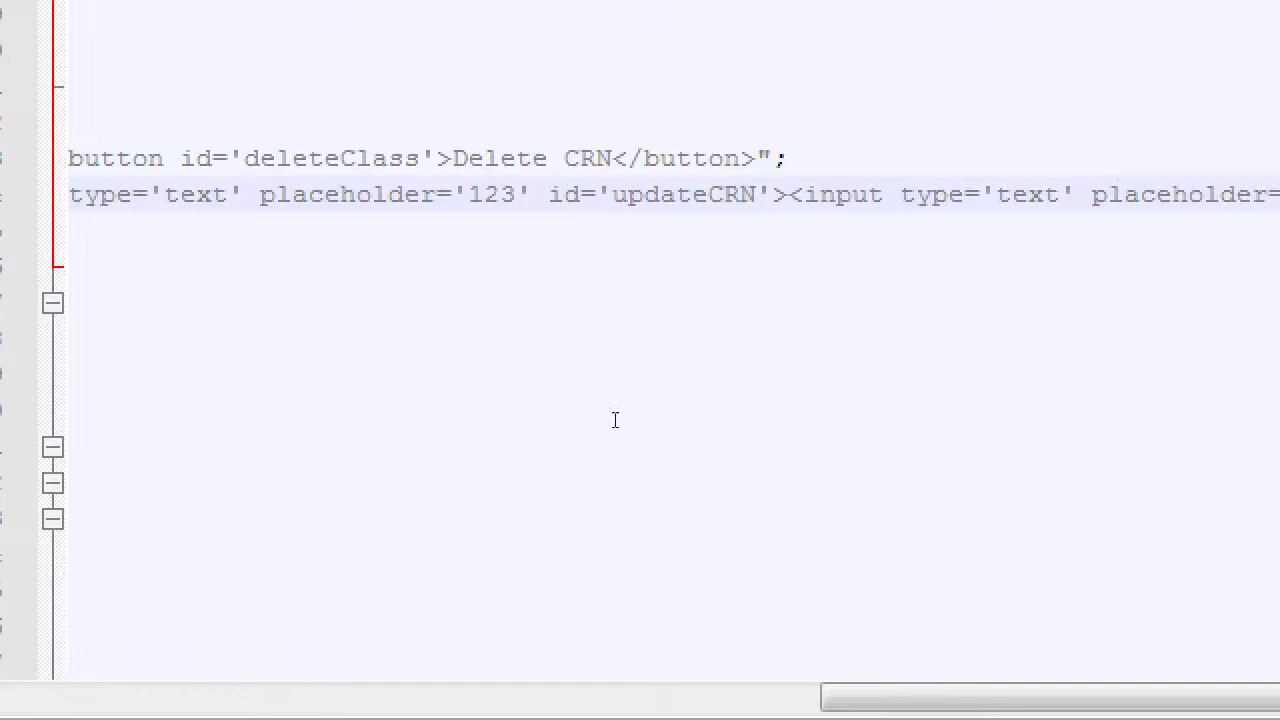 button id='deleteClass'>Delete CRN</button>";
type='text' placeholder='123' id='updateCRN'><input type='text' placeholder=